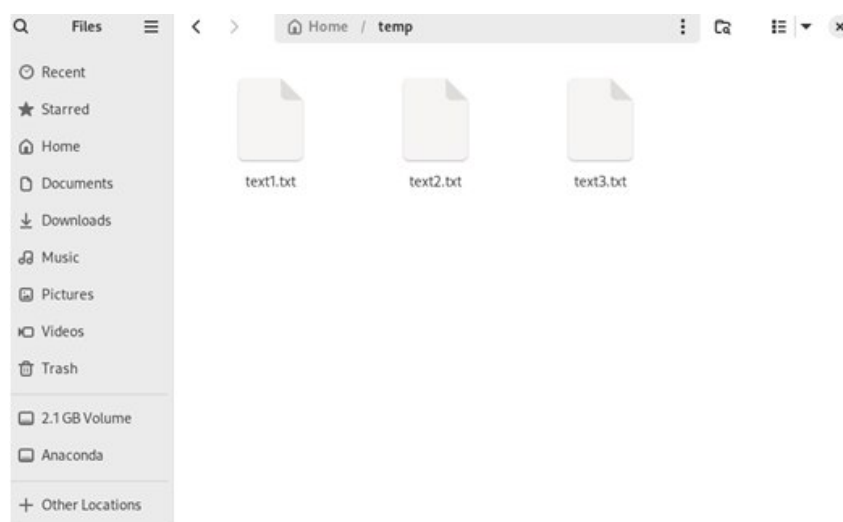 Files
Home / temp
Recent
Starred
Home
Documents
Downloads
Music
Pictures
Videos
Trash
2.1 GB Volume
Anaconda
+ Other Locations
text1.txt text2.txt text3.txt